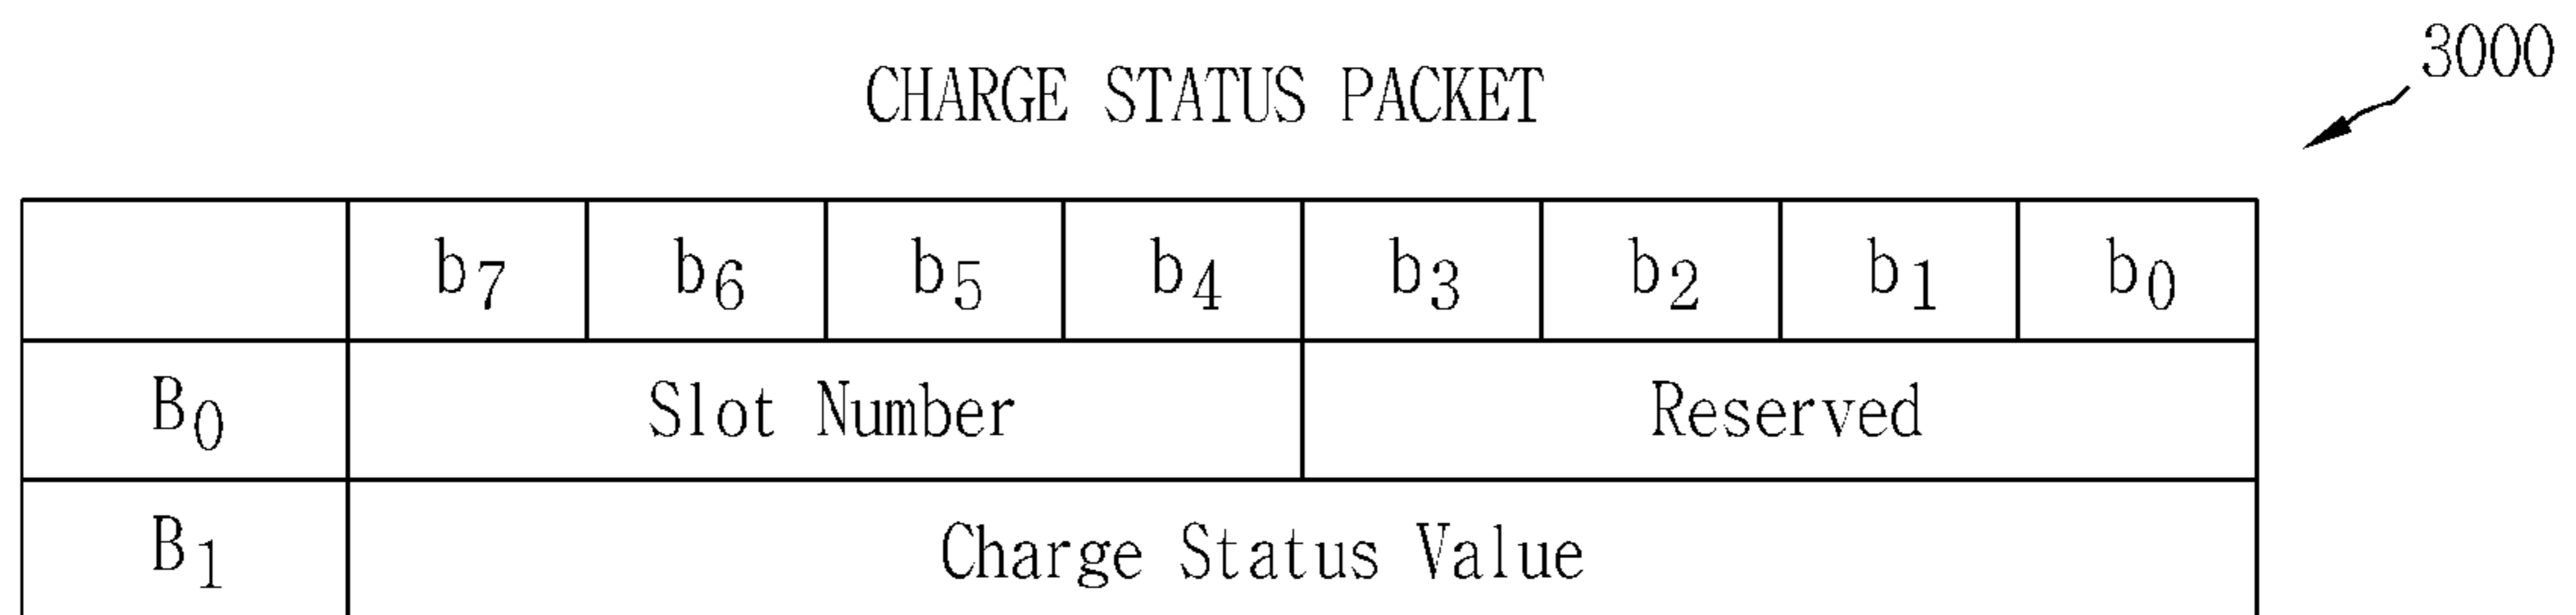 3000
CHARGE STATUS PACKET
b7 b6 b5 b4 b3 b2 b1 b0
B0 Slot Number Reserved
B1 Charge Status Value